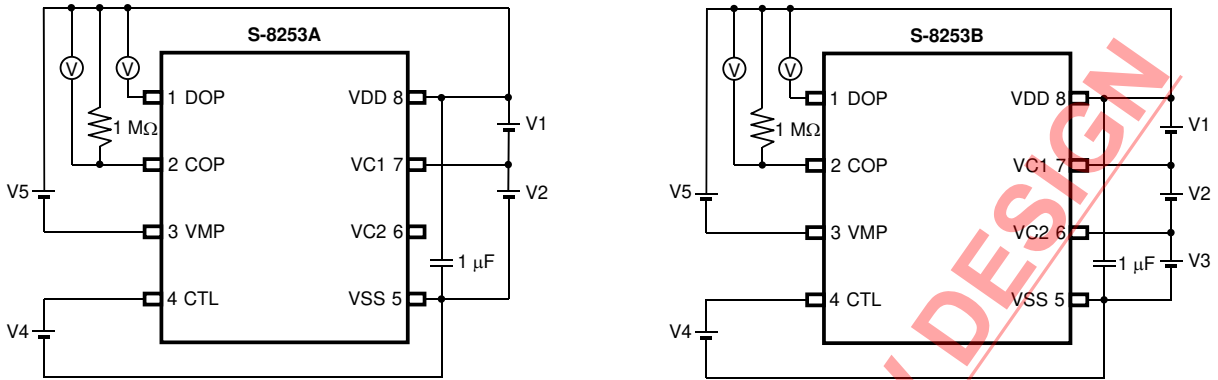 S-8253A
V
V
1 DOP
VDD 8
1 MΩ
V1
2 COP
VC1 7
V5
V2
3 VMP
VC2 6
1 μF
4 CTL
VSS 5
V4
S-8253B
V
V
1 DOP
VDD 8
1 MΩ
V1
2 COP
VC1 7
V5
V2
3 VMP
VC2 6
1 μF
V3
4 CTL
VSS 5
V4
DESIGN